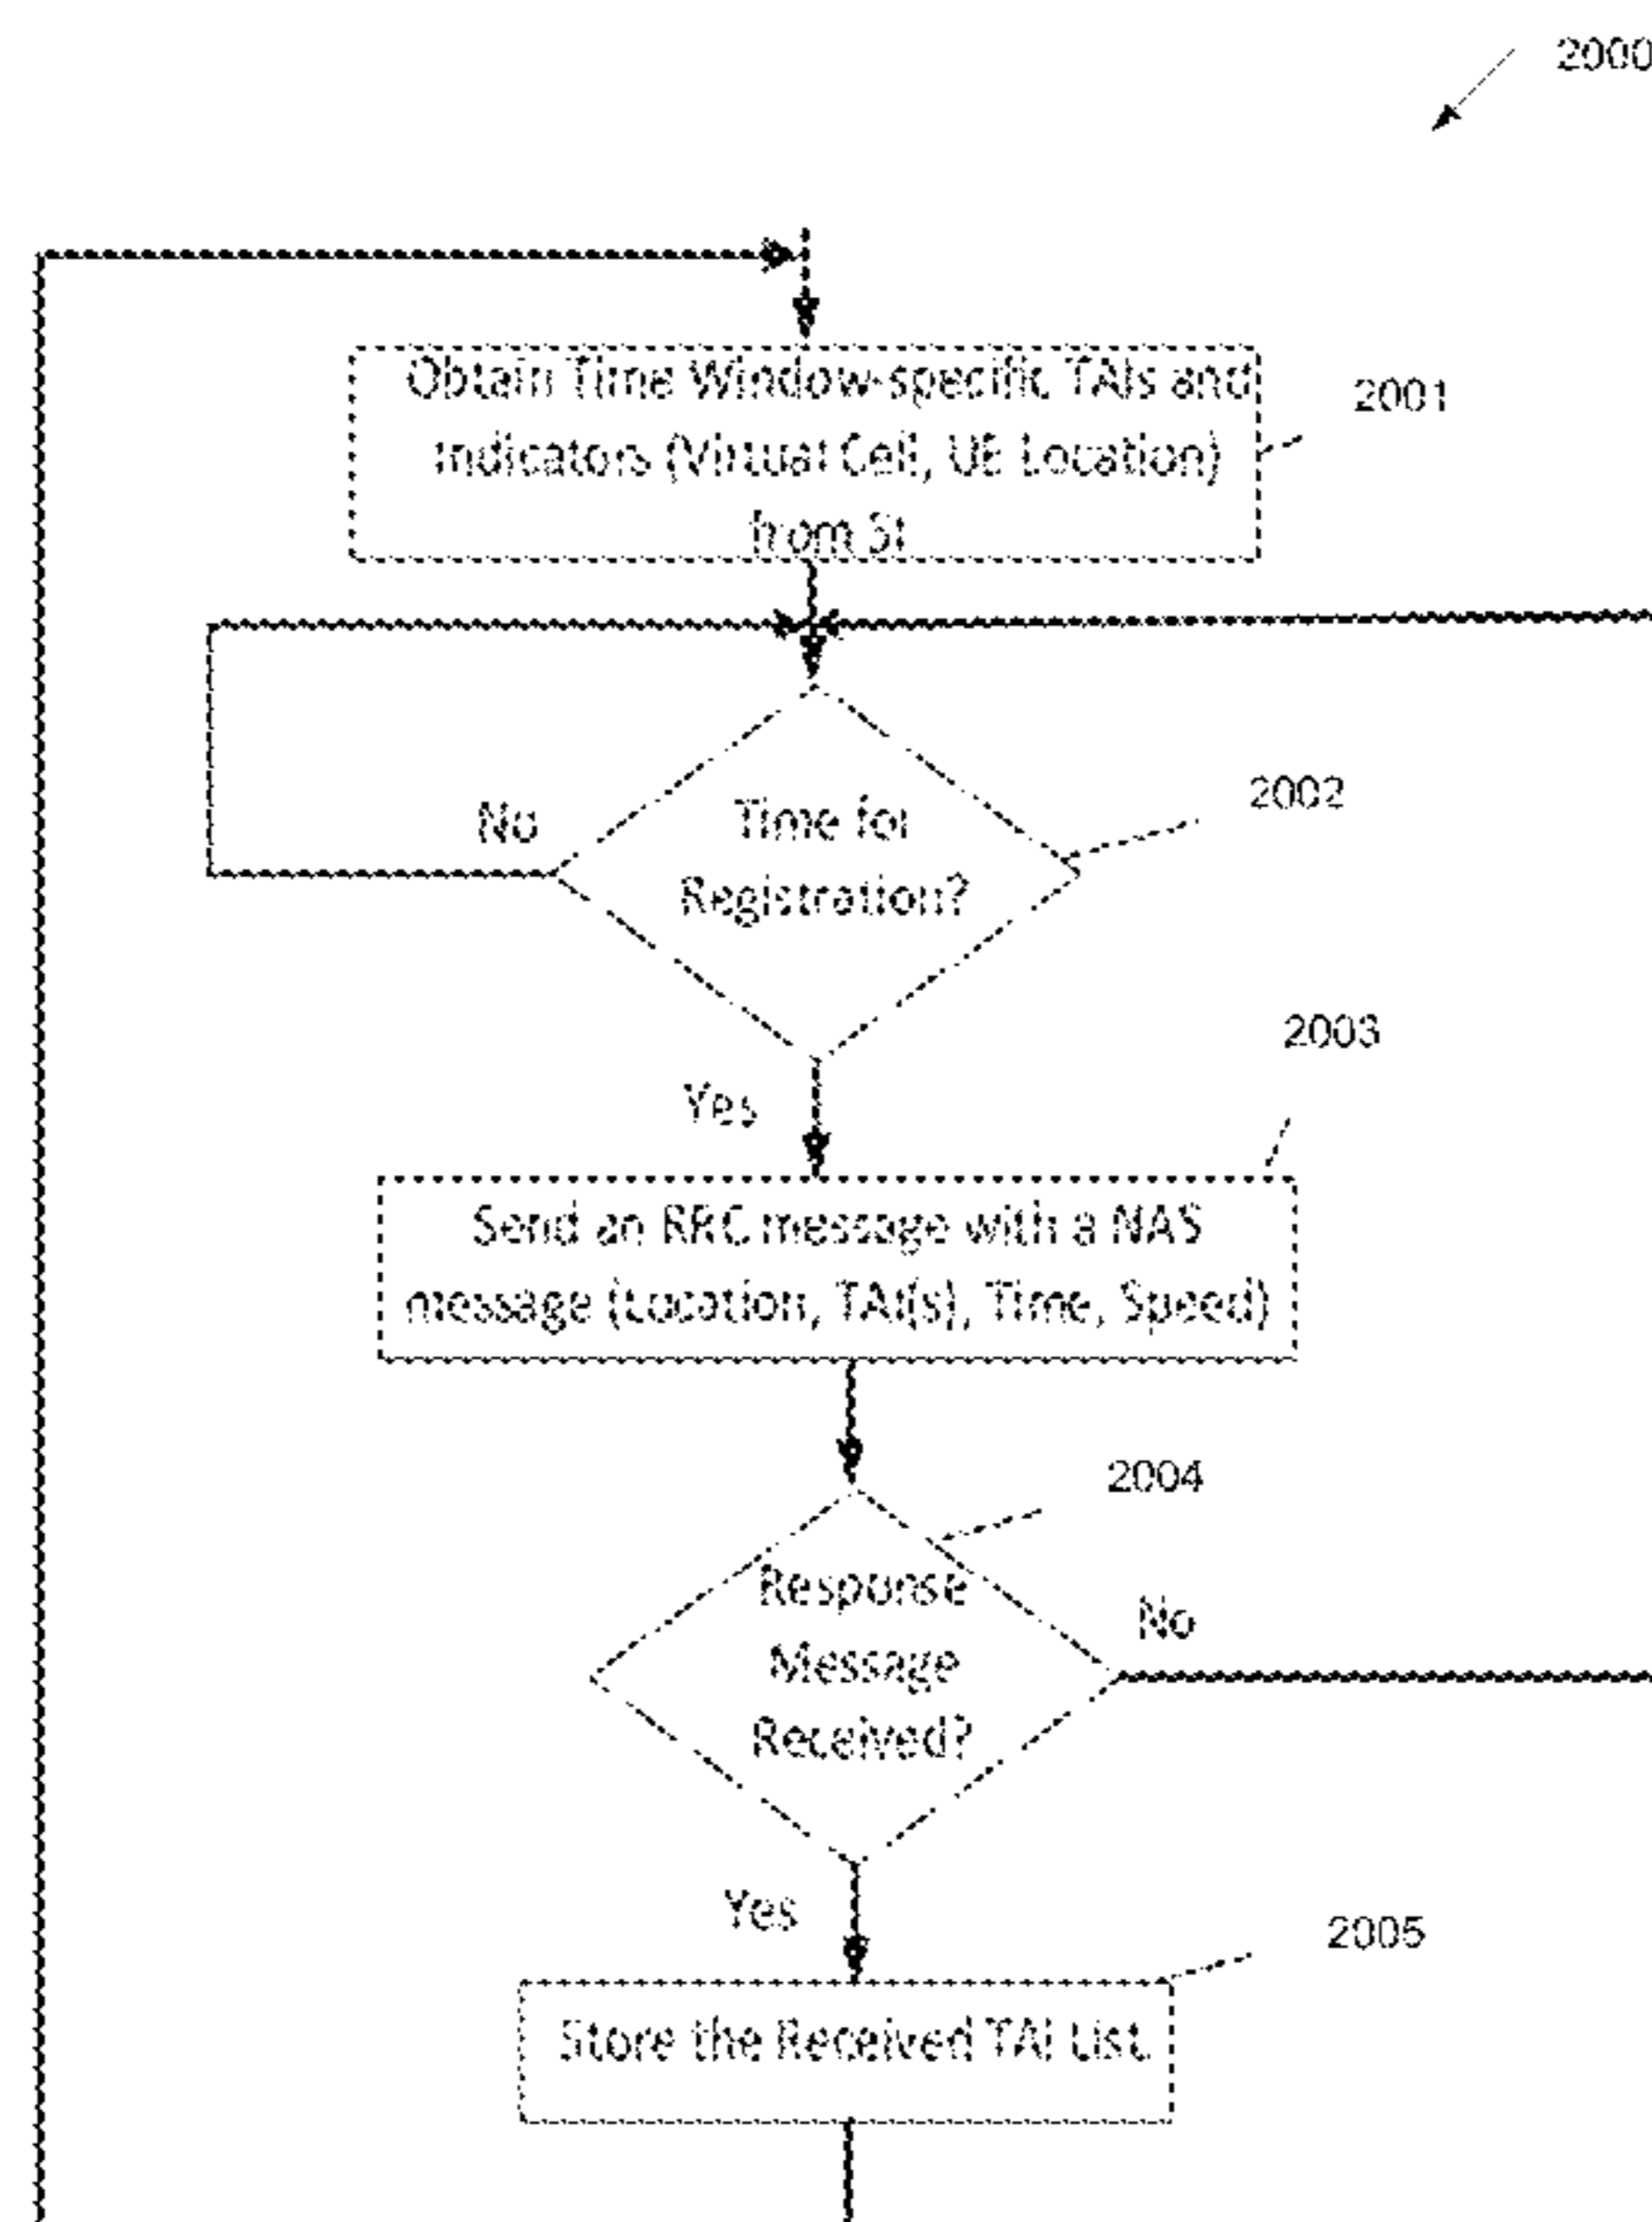 2000
Obtain Time Window-specific TAIs and
2001
Indicators (Virtual Cell, UE Location)
from SI
2002
No
Time for
Registration?
2003
Yes
Send an RRC message with a NAS
message (Location, TAI(s), Time, Speed)
2004
Response
No
Message
Received?
Yes
2005
Store the Received TAI List.